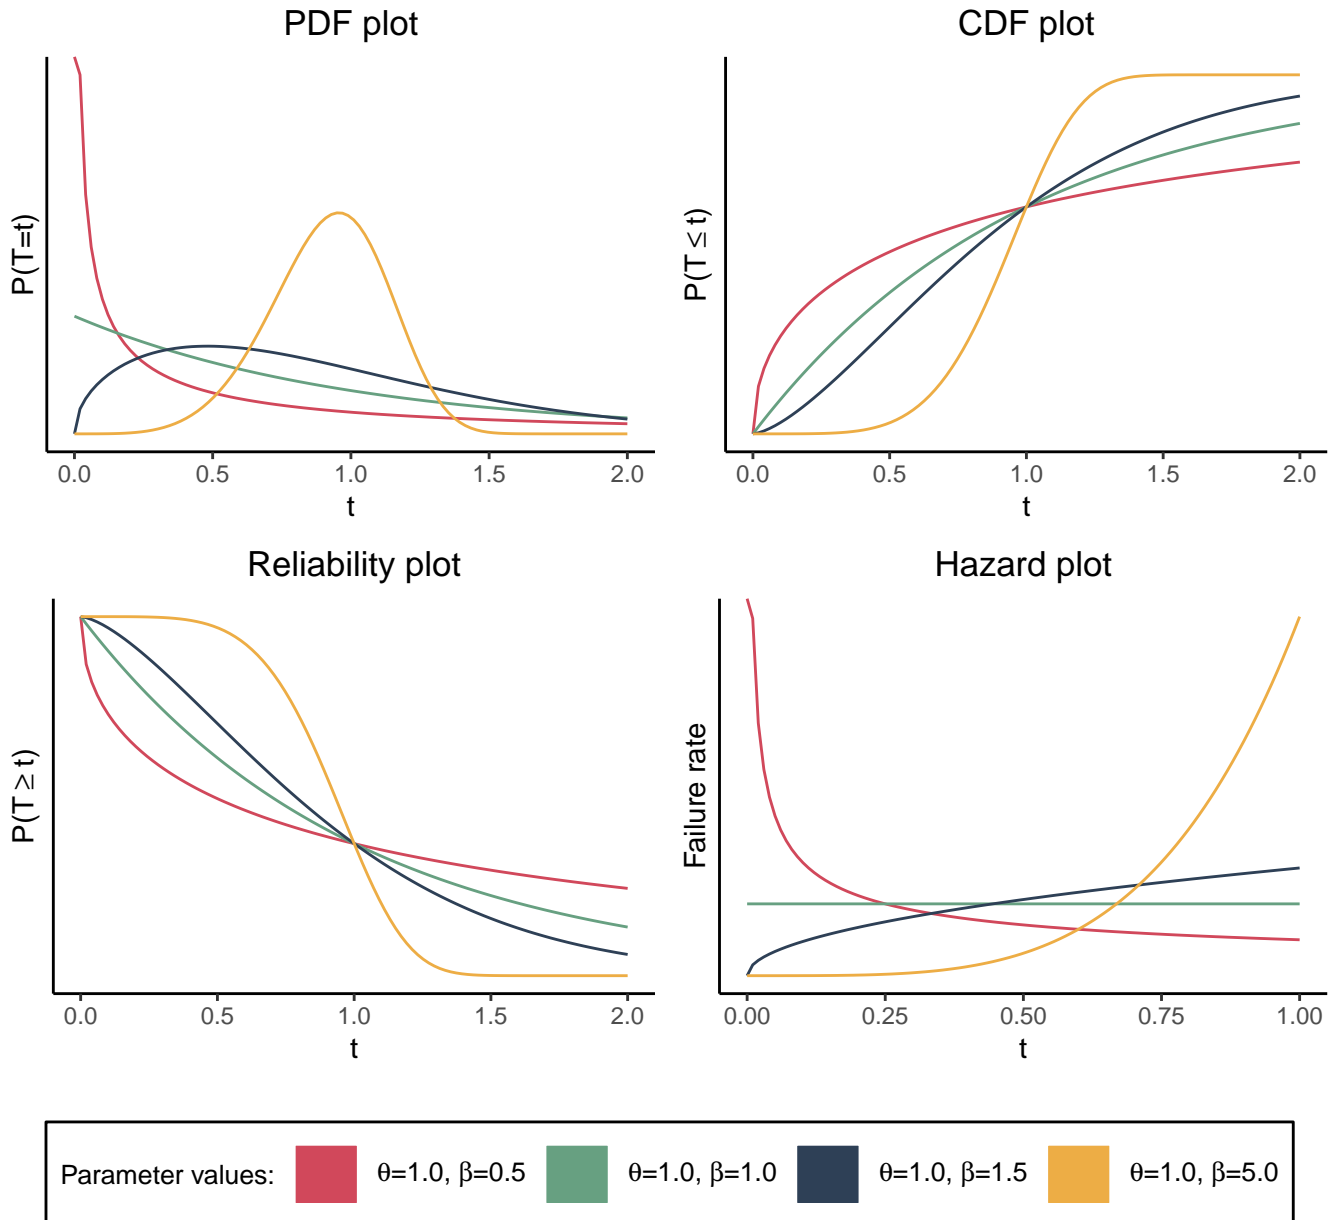 PDF plot
P(T=t)
0.0 0.5 1.0 1.5 2.0
t
CDF plot
P(T ≤ t)
0.0 0.5 1.0 1.5 2.0
t
Reliability plot
P(T ≥ t)
0.0 0.5 1.0 1.5 2.0
t
Hazard plot
Failure rate
0.00 0.25 0.50 0.75 1.00
t
Parameter values: θ=1.0, β=0.5 θ=1.0, β=1.0 θ=1.0, β=1.5 θ=1.0, β=5.0